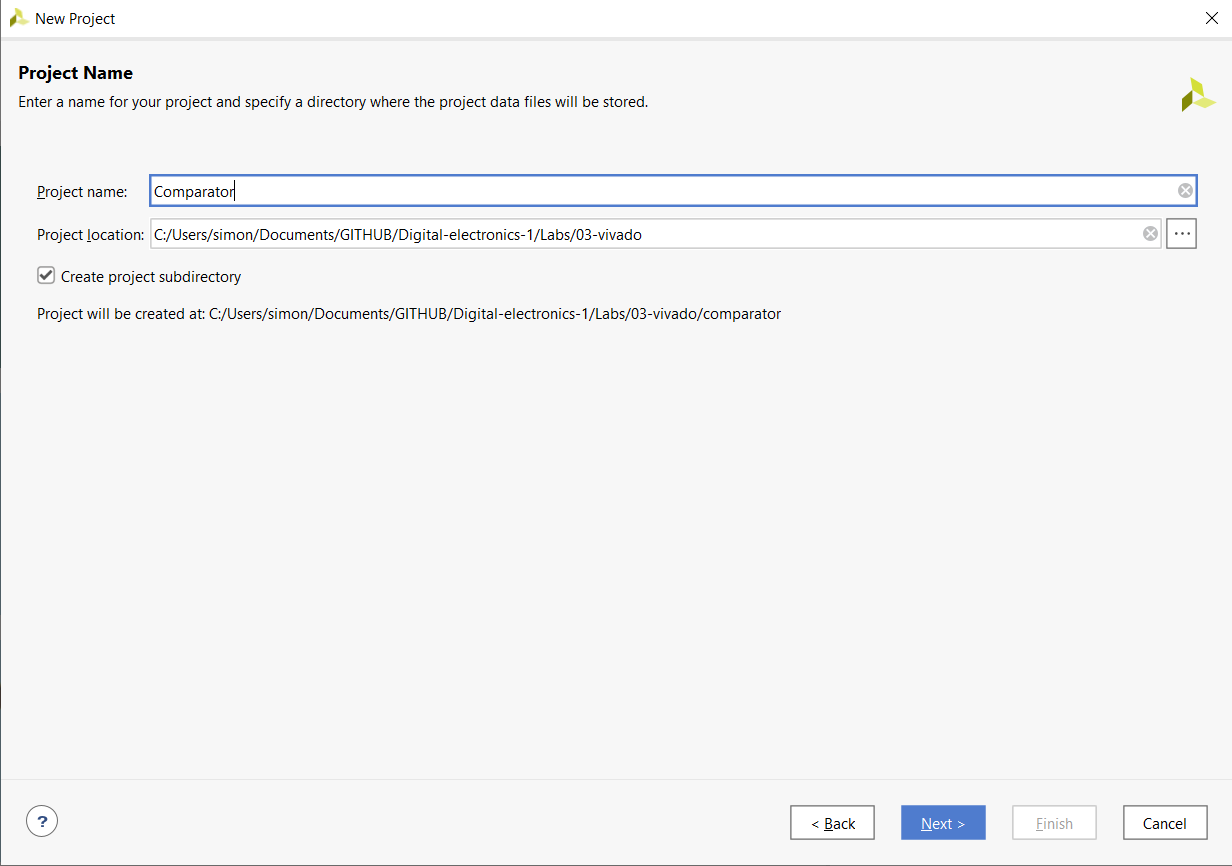 New Project
Project Name
Enter a name for your project and specify a directory where the project data files will be stored.
Project name: Comparator
Project location: C:/Users/simon/Documents/GITHUB/Digital-electronics-1/Labs/03-vivado ...
Create project subdirectory
Project will be created at: C:/Users/simon/Documents/GITHUB/Digital-electronics-1/Labs/03-vivado/comparator
? < Back Next > Finish Cancel